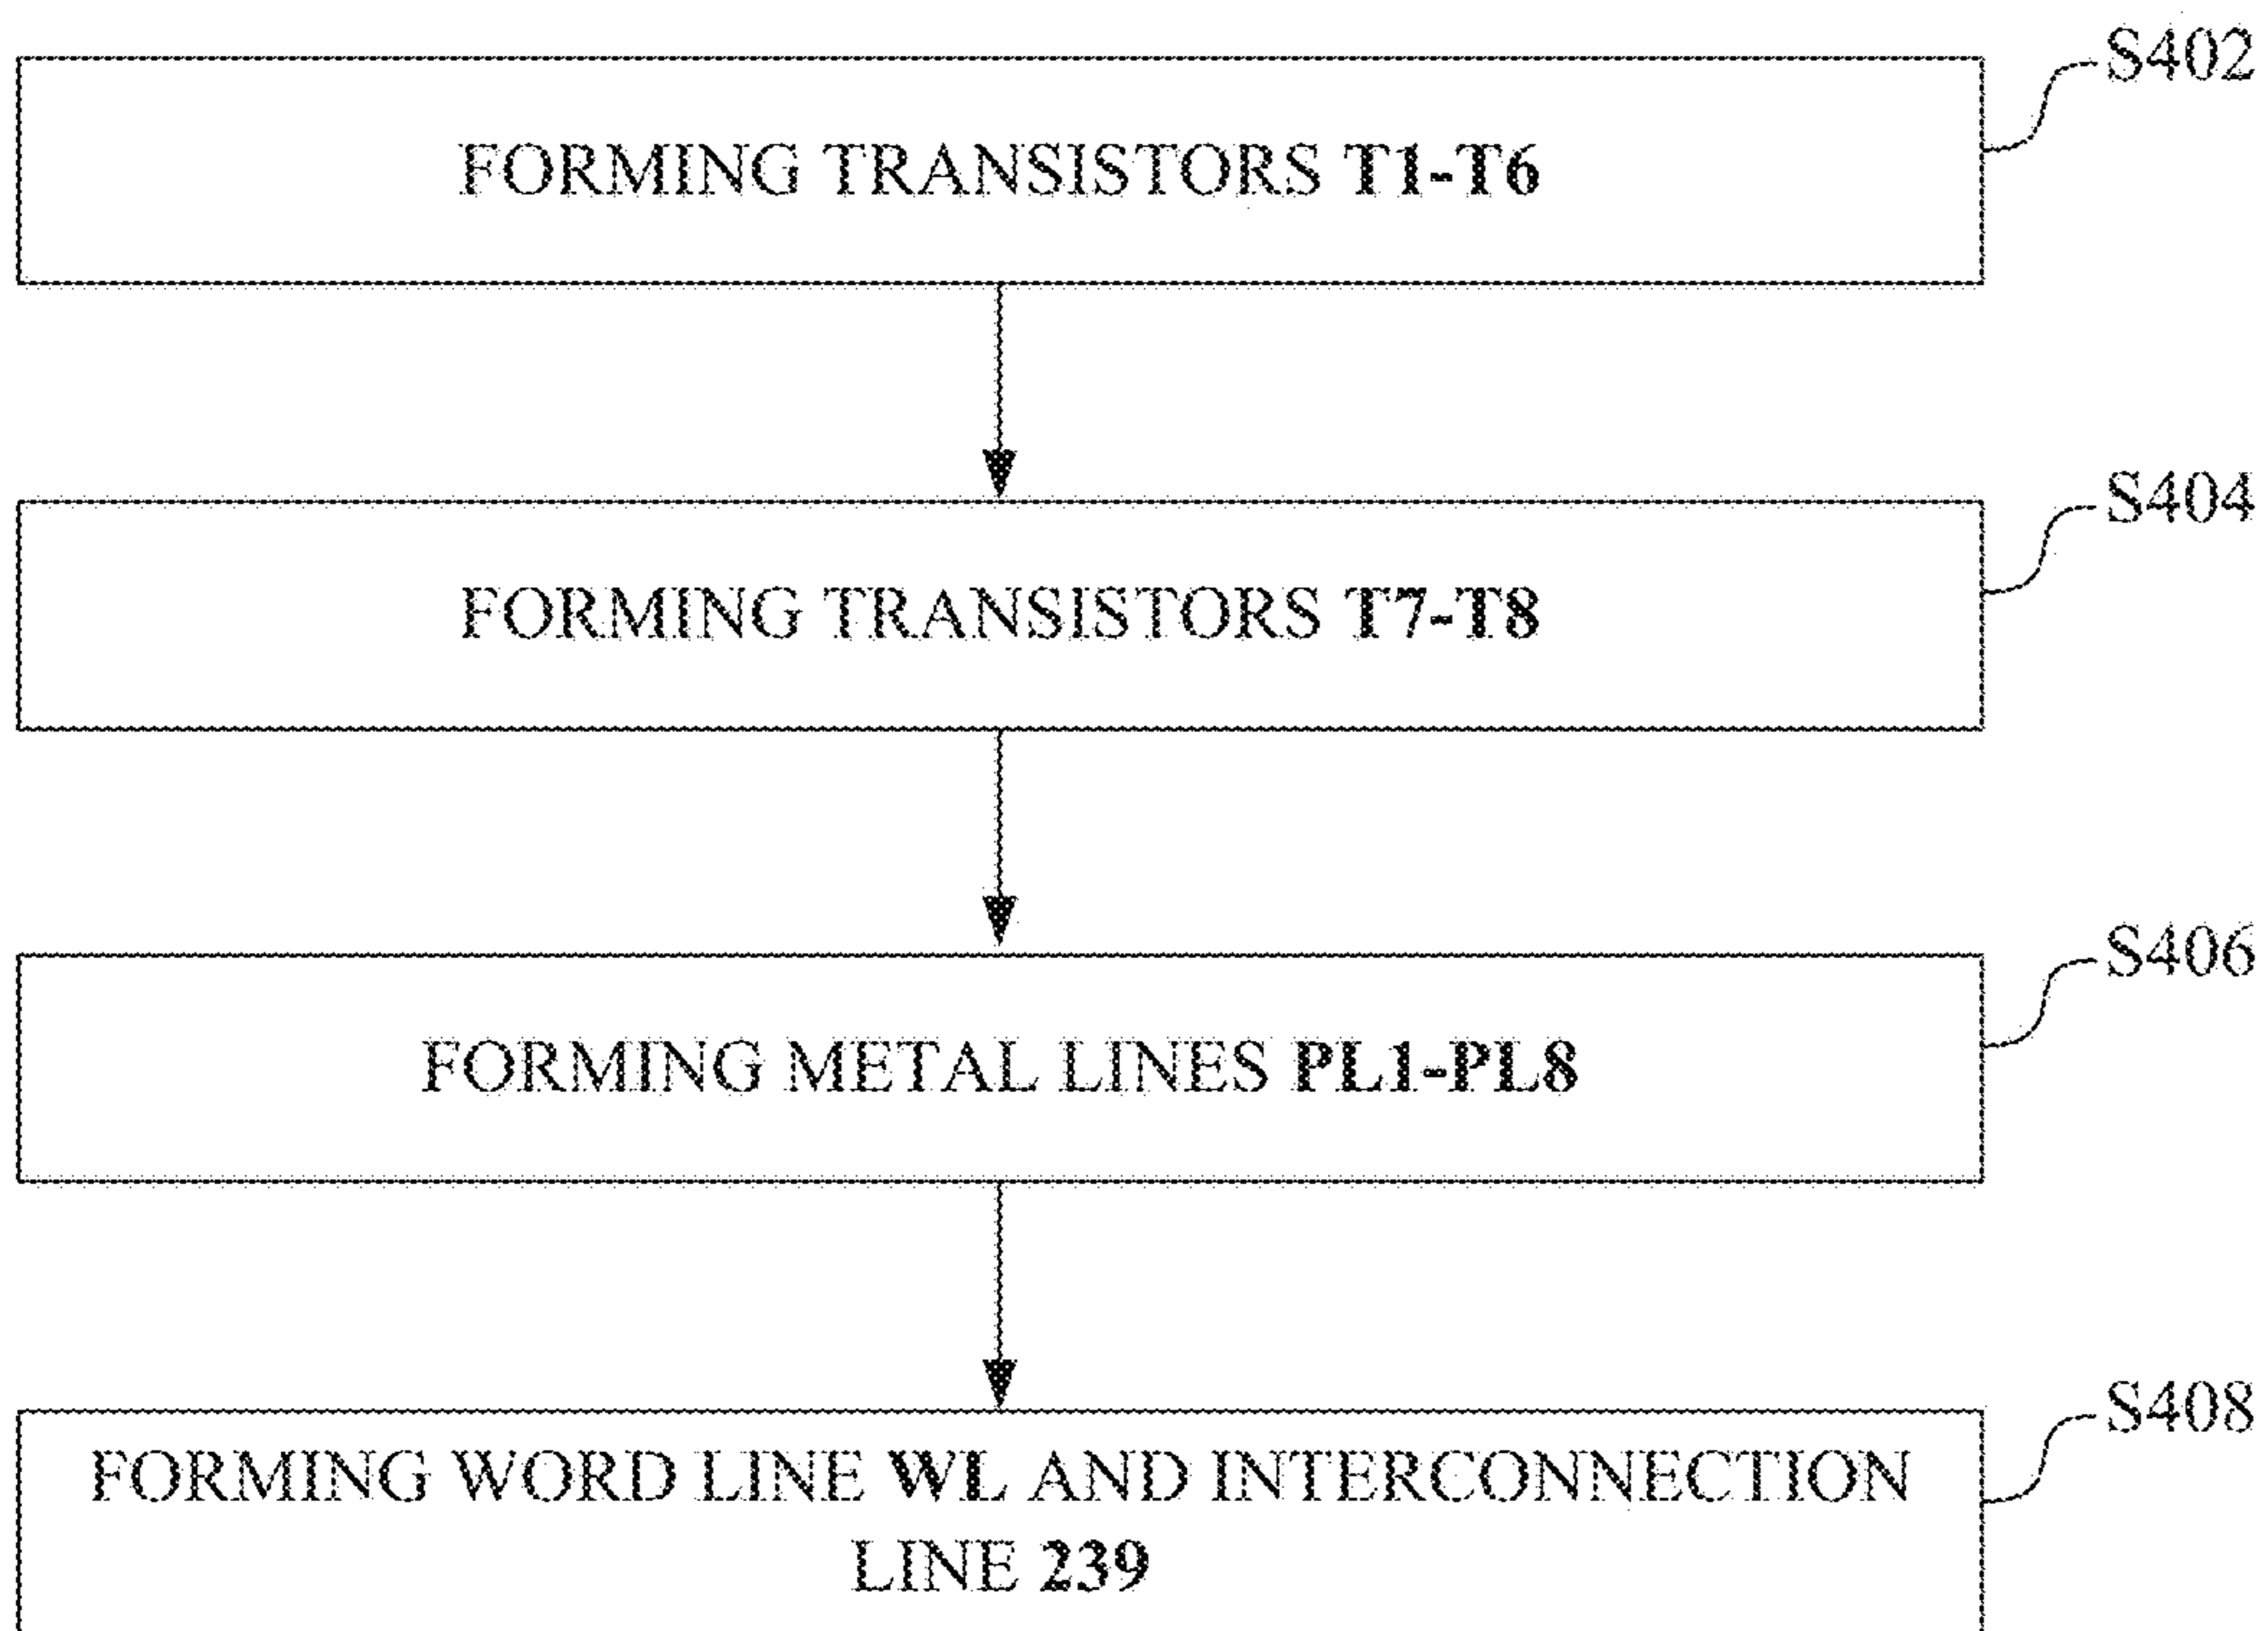 S402
FORMING TRANSISTORS T1-T6
S404
FORMING TRANSISTORS T7-T8
S406
FORMING METAL LINES PL1-PL8
S408
FORMING WORD LINE WL AND INTERCONNECTION
LINE 239